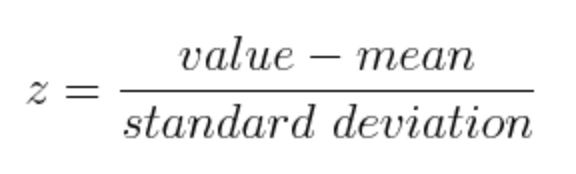 z = value − mean
standard deviation